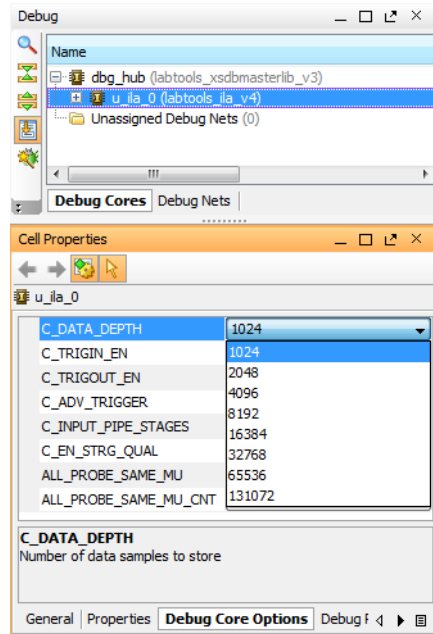 Debug
Name
dbg_hub (labtools_xsdbmasterlib_v3)
u_ila_0 (labtools_ila_v4)
Unassigned Debug Nets (0)
Debug Cores Debug Nets
Cell Properties
u_ila_0
C_DATA_DEPTH 1024
C_TRIGIN_EN 1024
C_TRIGOUT_EN 2048
C_ADV_TRIGGER 4096
C_INPUT_PIPE_STAGES 8192
C_EN_STRG_QUAL 16384
ALL_PROBE_SAME_MU 32768
65536
ALL_PROBE_SAME_MU_CNT 131072
C_DATA_DEPTH
Number of data samples to store
General Properties Debug Core Options Debug